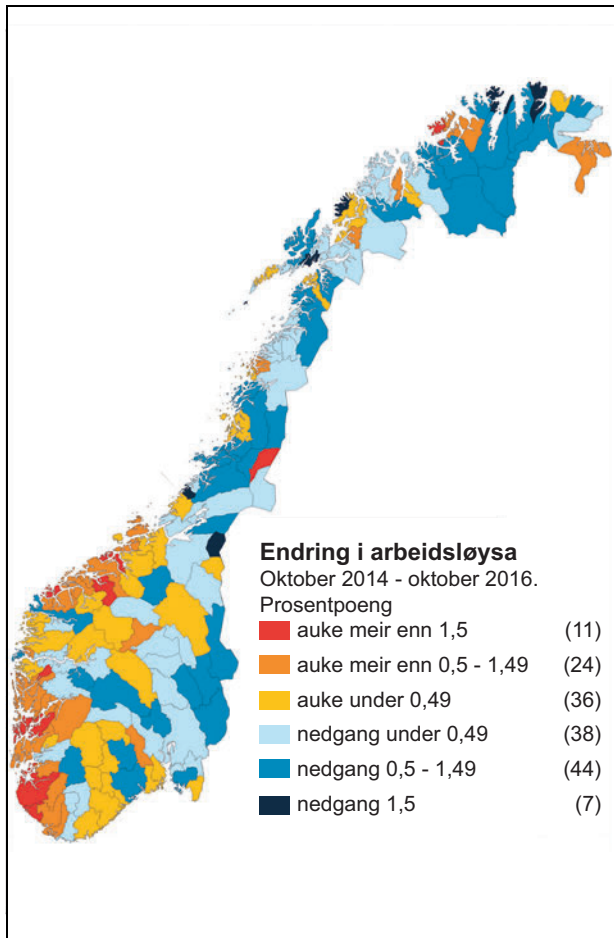 Endring i arbeidsløysa
Oktober 2014 - oktober 2016.
Prosentpoeng
auke meir enn 1,5 (11)
auke meir enn 0,5 - 1,49 (24)
auke under 0,49 (36)
nedgang under 0,49 (38)
nedgang 0,5 - 1,49 (44)
nedgang 1,5 (7)